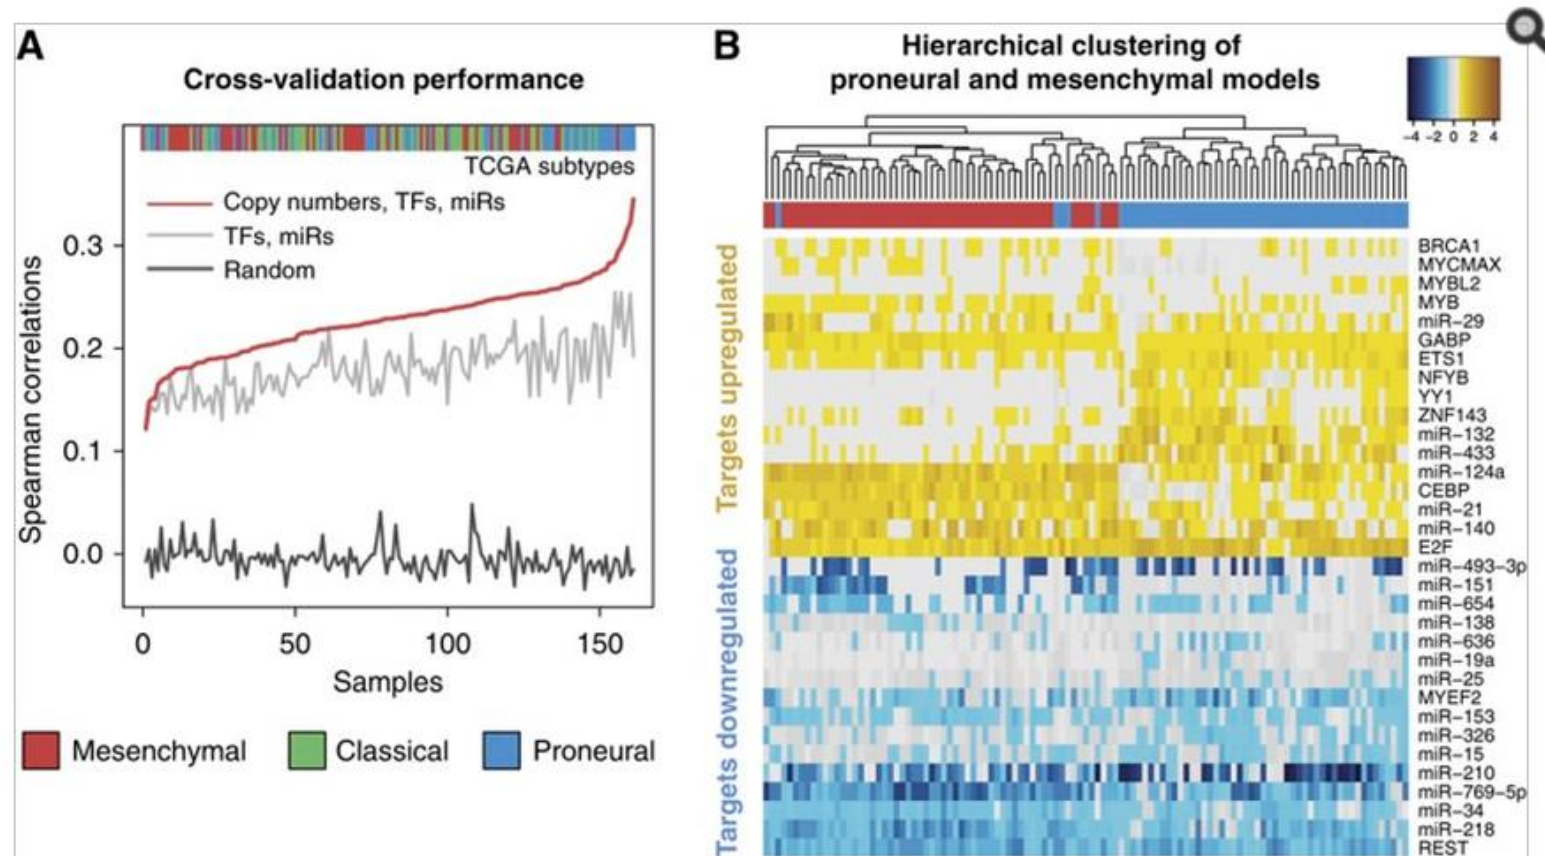 A
Cross-validation performance
TCGA subtypes
Copy numbers, TFs, miRs
TFs, miRs
Random
Spearman correlations
0.3
0.2
0.1
0.0
0
50
100
150
Samples
Mesenchymal
Classical
Proneural
B
Hierarchical clustering of
proneural and mesenchymal models
−4 −2 0 2 4
Targets upregulated
Targets downregulated
BRCA1
MYCMAX
MYBL2
MYB
miR−29
GABP
ETS1
NFYB
YY1
ZNF143
miR−132
miR−433
miR−124a
CEBP
miR−21
miR−140
E2F
miR−493−3p
miR−151
miR−654
miR−138
miR−636
miR−19a
miR−25
MYEF2
miR−153
miR−326
miR−15
miR−210
miR−769−5p
miR−34
miR−218
REST